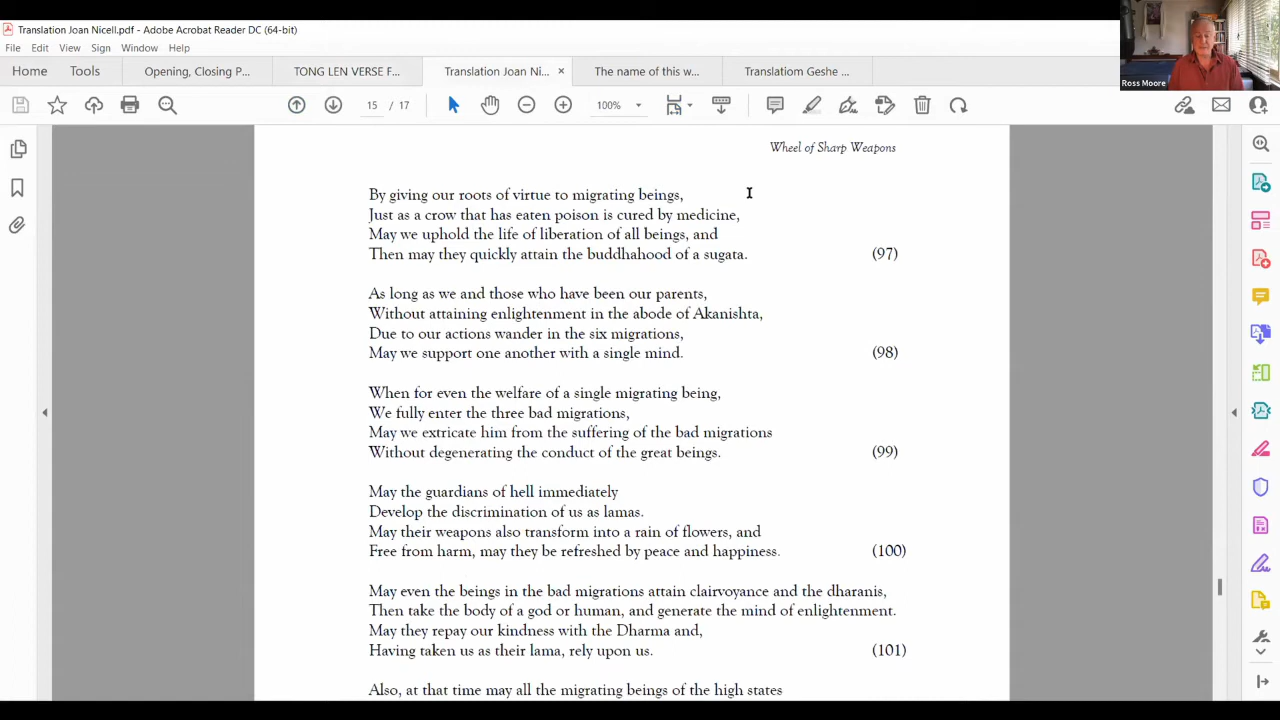 Translation Joan Nicell.pdf - Adobe Acrobat Reader DC (64-bit)
File Edit View Sign Window Help
Home Tools Opening, Closing P... TONG LEN VERSE F... Translation Joan Ni... × The name of this w... Translatiom Geshe ...
Ross Moore
15 / 17 100%
Wheel of Sharp Weapons
By giving our roots of virtue to migrating beings,
Just as a crow that has eaten poison is cured by medicine,
May we uphold the life of liberation of all beings, and
Then may they quickly attain the buddhahood of a sugata. (97)
As long as we and those who have been our parents,
Without attaining enlightenment in the abode of Akanishta,
Due to our actions wander in the six migrations,
May we support one another with a single mind. (98)
When for even the welfare of a single migrating being,
We fully enter the three bad migrations,
May we extricate him from the suffering of the bad migrations
Without degenerating the conduct of the great beings. (99)
May the guardians of hell immediately
Develop the discrimination of us as lamas.
May their weapons also transform into a rain of flowers, and
Free from harm, may they be refreshed by peace and happiness. (100)
May even the beings in the bad migrations attain clairvoyance and the dharanis,
Then take the body of a god or human, and generate the mind of enlightenment.
May they repay our kindness with the Dharma and,
Having taken us as their lama, rely upon us. (101)
Also, at that time may all the migrating beings of the high states